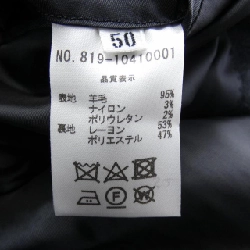 50
NO.819-10410001
品質表示
表地 羊毛 95%
ナイロン 3%
ポリウレタン 2%
裏地 レーヨン 53%
ポリエステル 47%